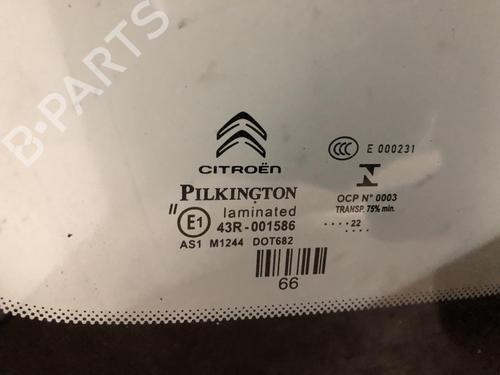 B-PARTS
CITROËN
CCC E 000231
PILKINGTON
N
OCP N° 0003
TRANSP. 75% min.
laminated
....22
" E1 43R-001586
AS1 M1244 DOT682
66